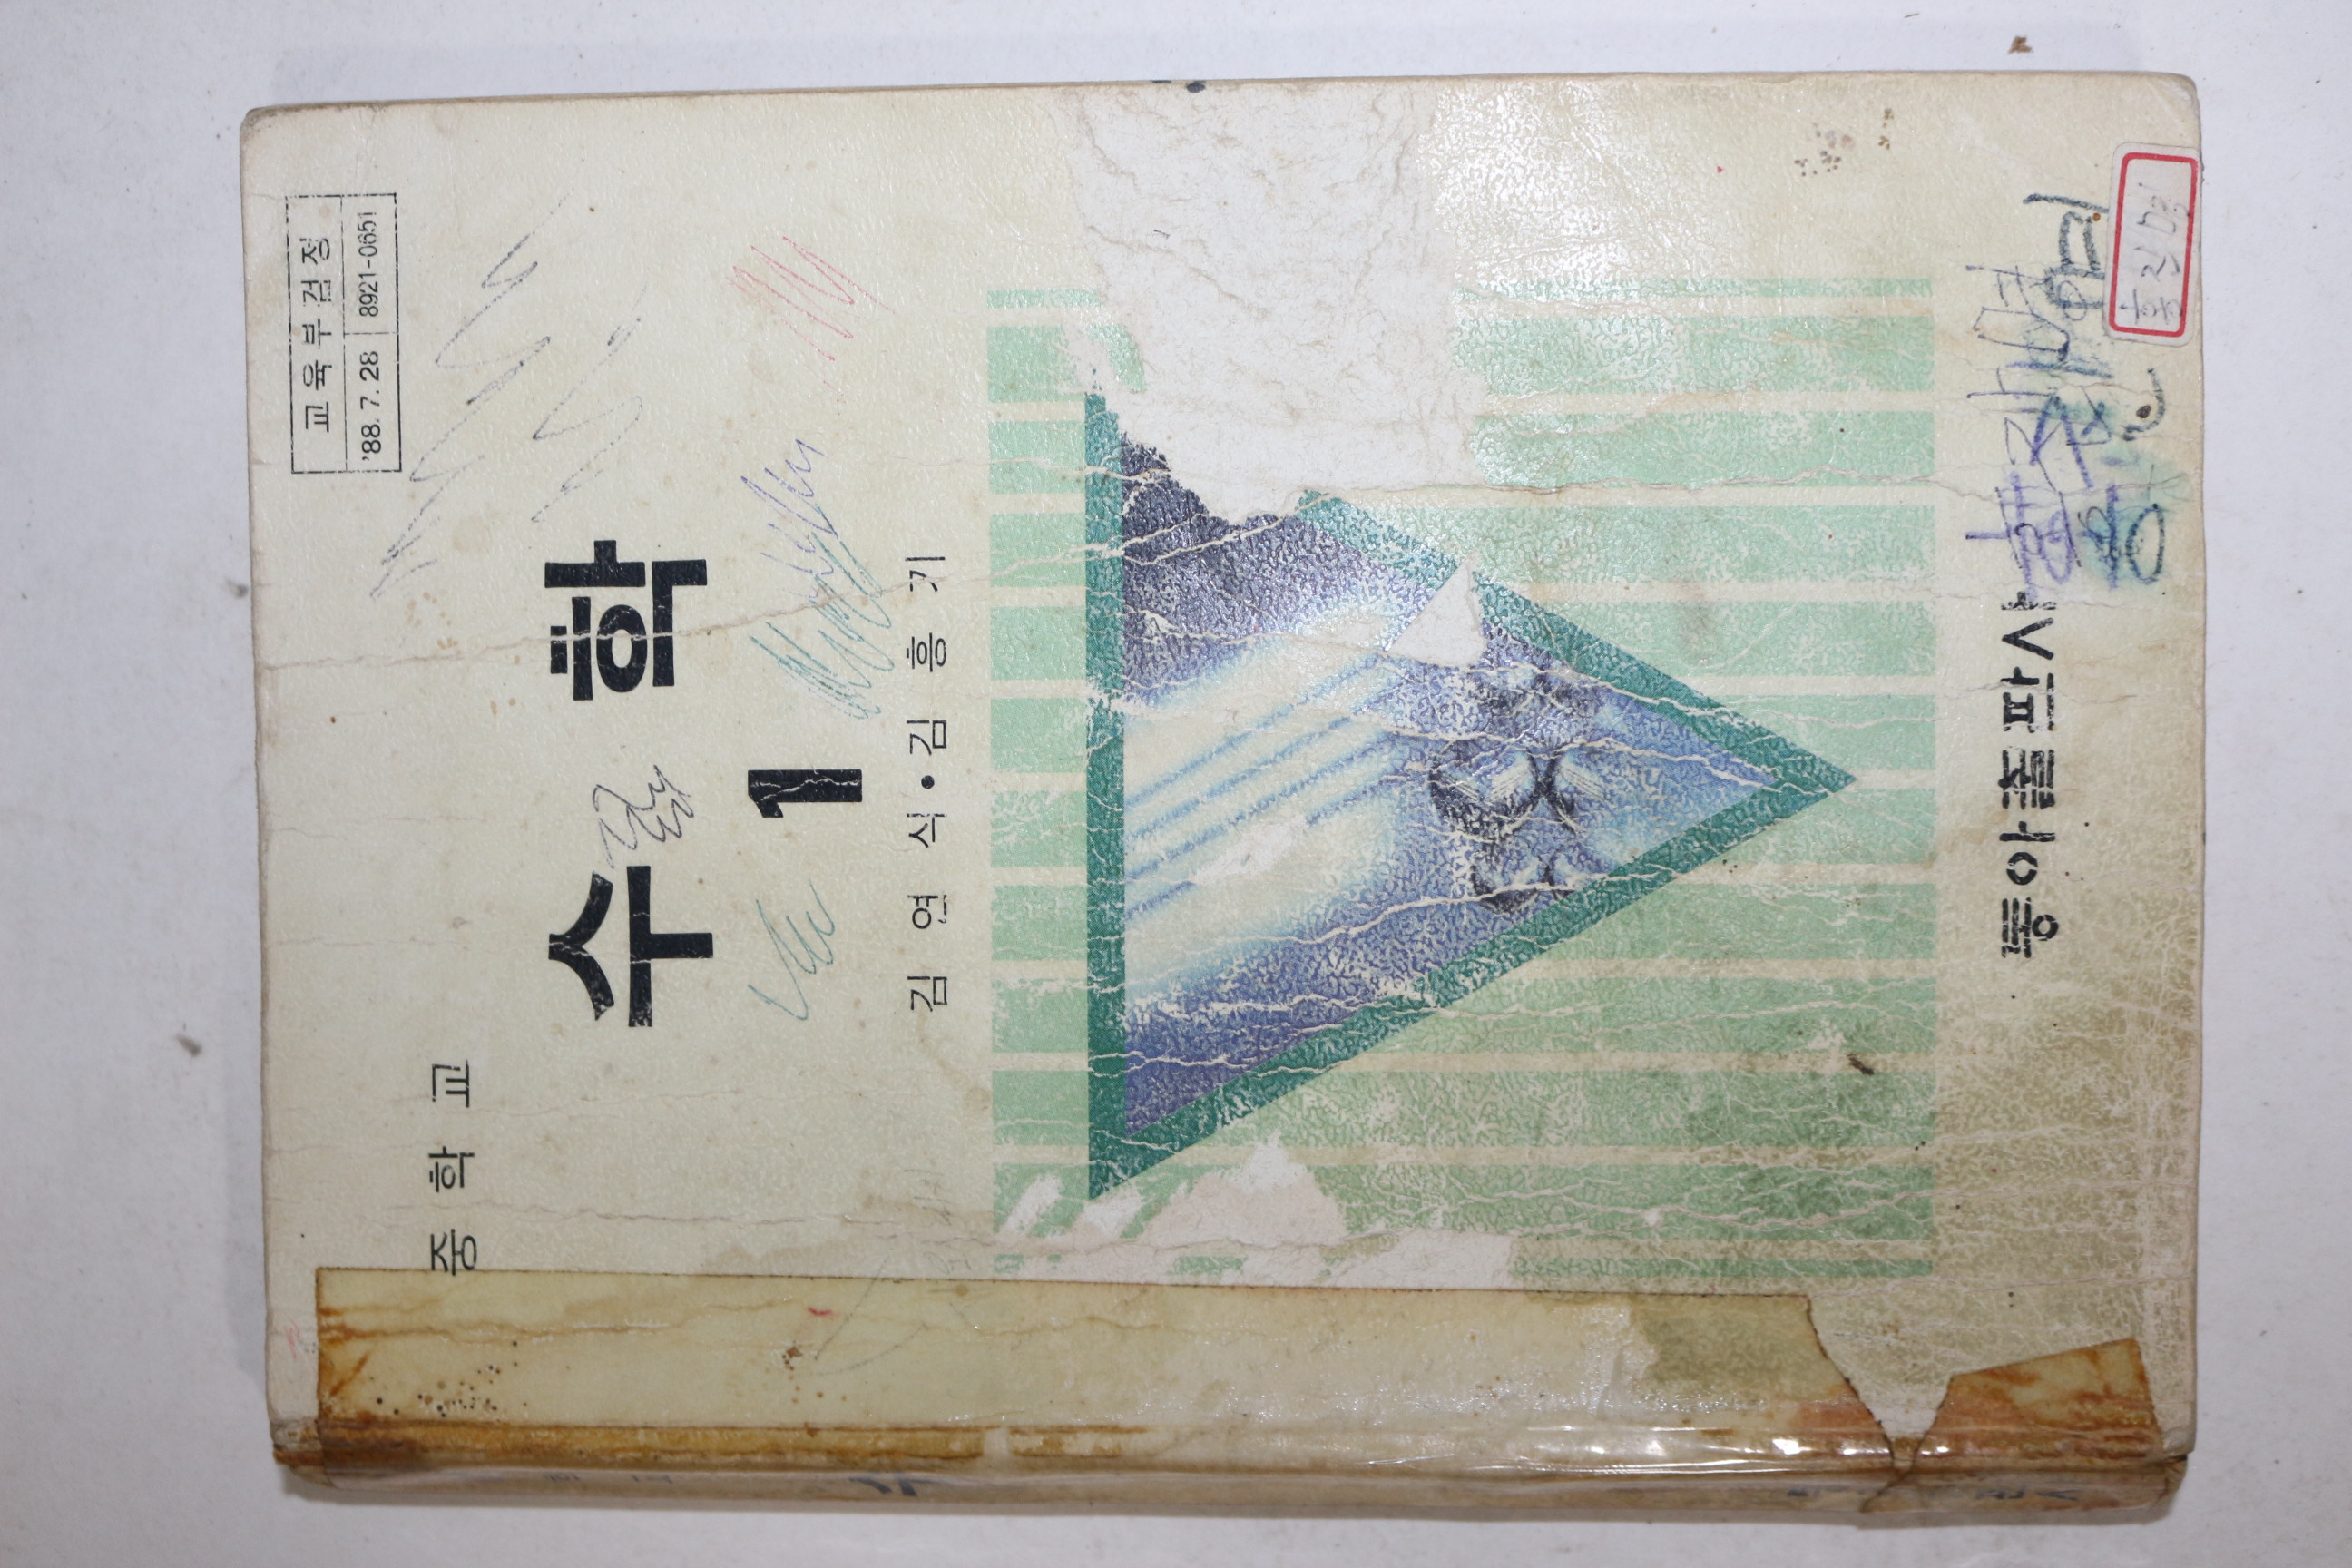 교육부검정
'88. 7. 28 8921-0651
중학교
수학
1
김연식·김흥기
동아출판사